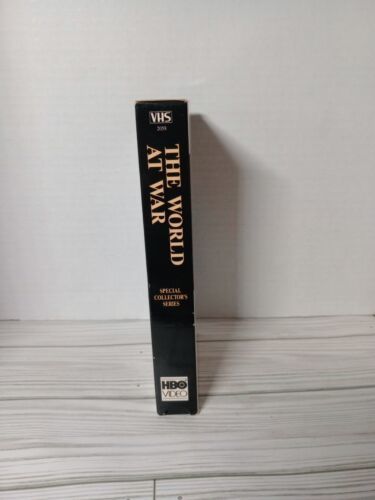 VHS
2059
THE WORLD
AT WAR
SPECIAL
COLLECTOR'S
SERIES
HBO
VIDEO